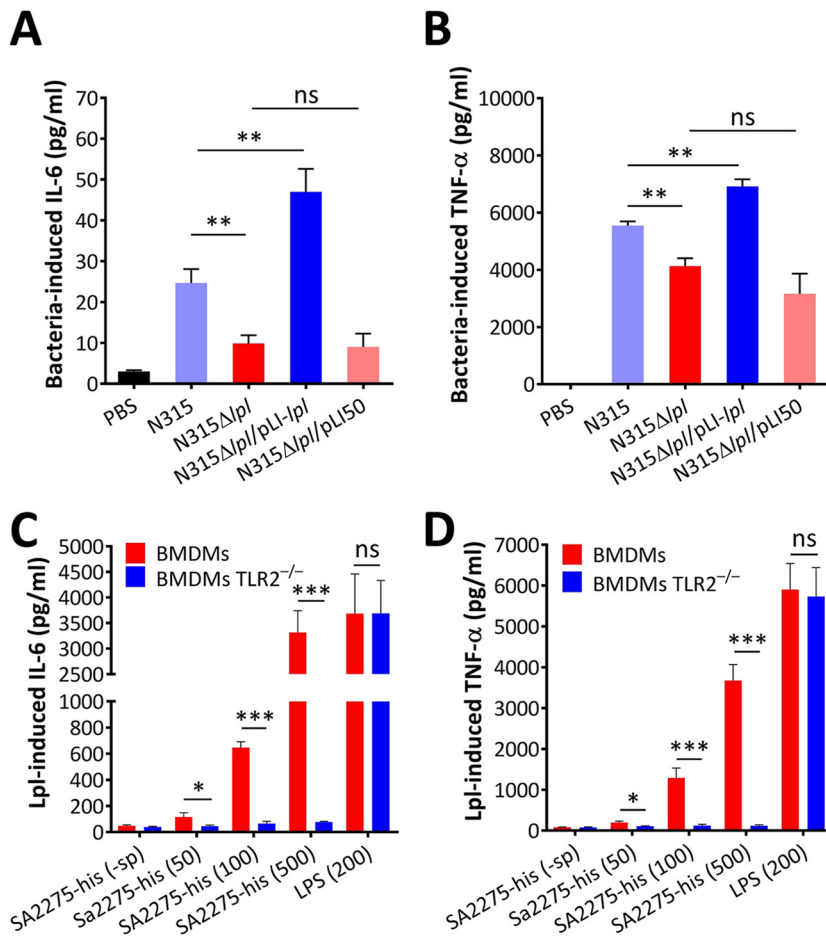 A
Bacteria-induced IL-6 (pg/ml)
70
60
50
40
30
20
10
0
**
**
ns
PBS
N315
N315Δlpl
N315Δlpl/pLI-lpl
N315Δlpl/pLI50
B
Bacteria-induced TNF-α (pg/ml)
10000
8000
6000
4000
2000
0
**
**
ns
PBS
N315
N315Δlpl
N315Δlpl/pLI-lpl
N315Δlpl/pLI50
C
Lpl-induced IL-6 (pg/ml)
5000
4500
4000
3500
3000
2500
1000
800
600
400
200
0
BMDMs
BMDMs TLR2−/−
*
***
***
ns
SA2275-his (-sp)
Sa2275-his (50)
SA2275-his (100)
SA2275-his (500)
LPS (200)
D
Lpl-induced TNF-α (pg/ml)
7000
6000
5000
4000
3000
2000
1000
0
BMDMs
BMDMs TLR2−/−
*
***
***
ns
SA2275-his (-sp)
Sa2275-his (50)
SA2275-his (100)
SA2275-his (500)
LPS (200)